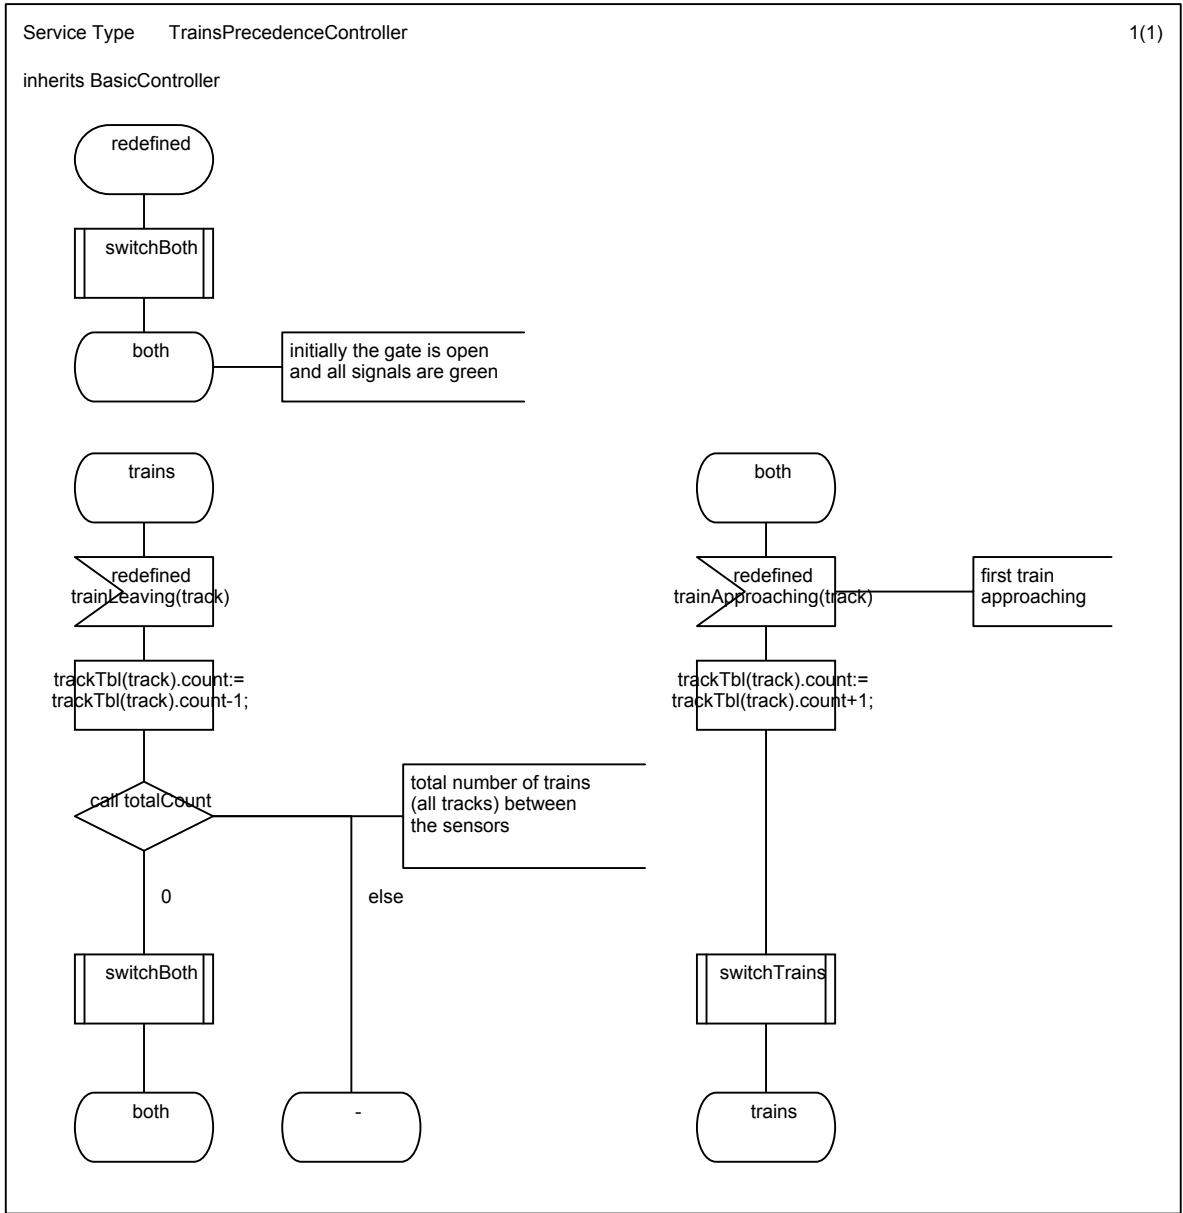 Service Type TrainsPrecedenceController 1(1)
inherits BasicController
redefined
switchBoth
both
initially the gate is open
and all signals are green
trains
redefined
trainLeaving(track)
trackTbl(track).count:=
trackTbl(track).count-1;
call totalCount
total number of trains
(all tracks) between
the sensors
0
else
switchBoth
both
-
both
redefined
trainApproaching(track)
first train
approaching
trackTbl(track).count:=
trackTbl(track).count+1;
switchTrains
trains